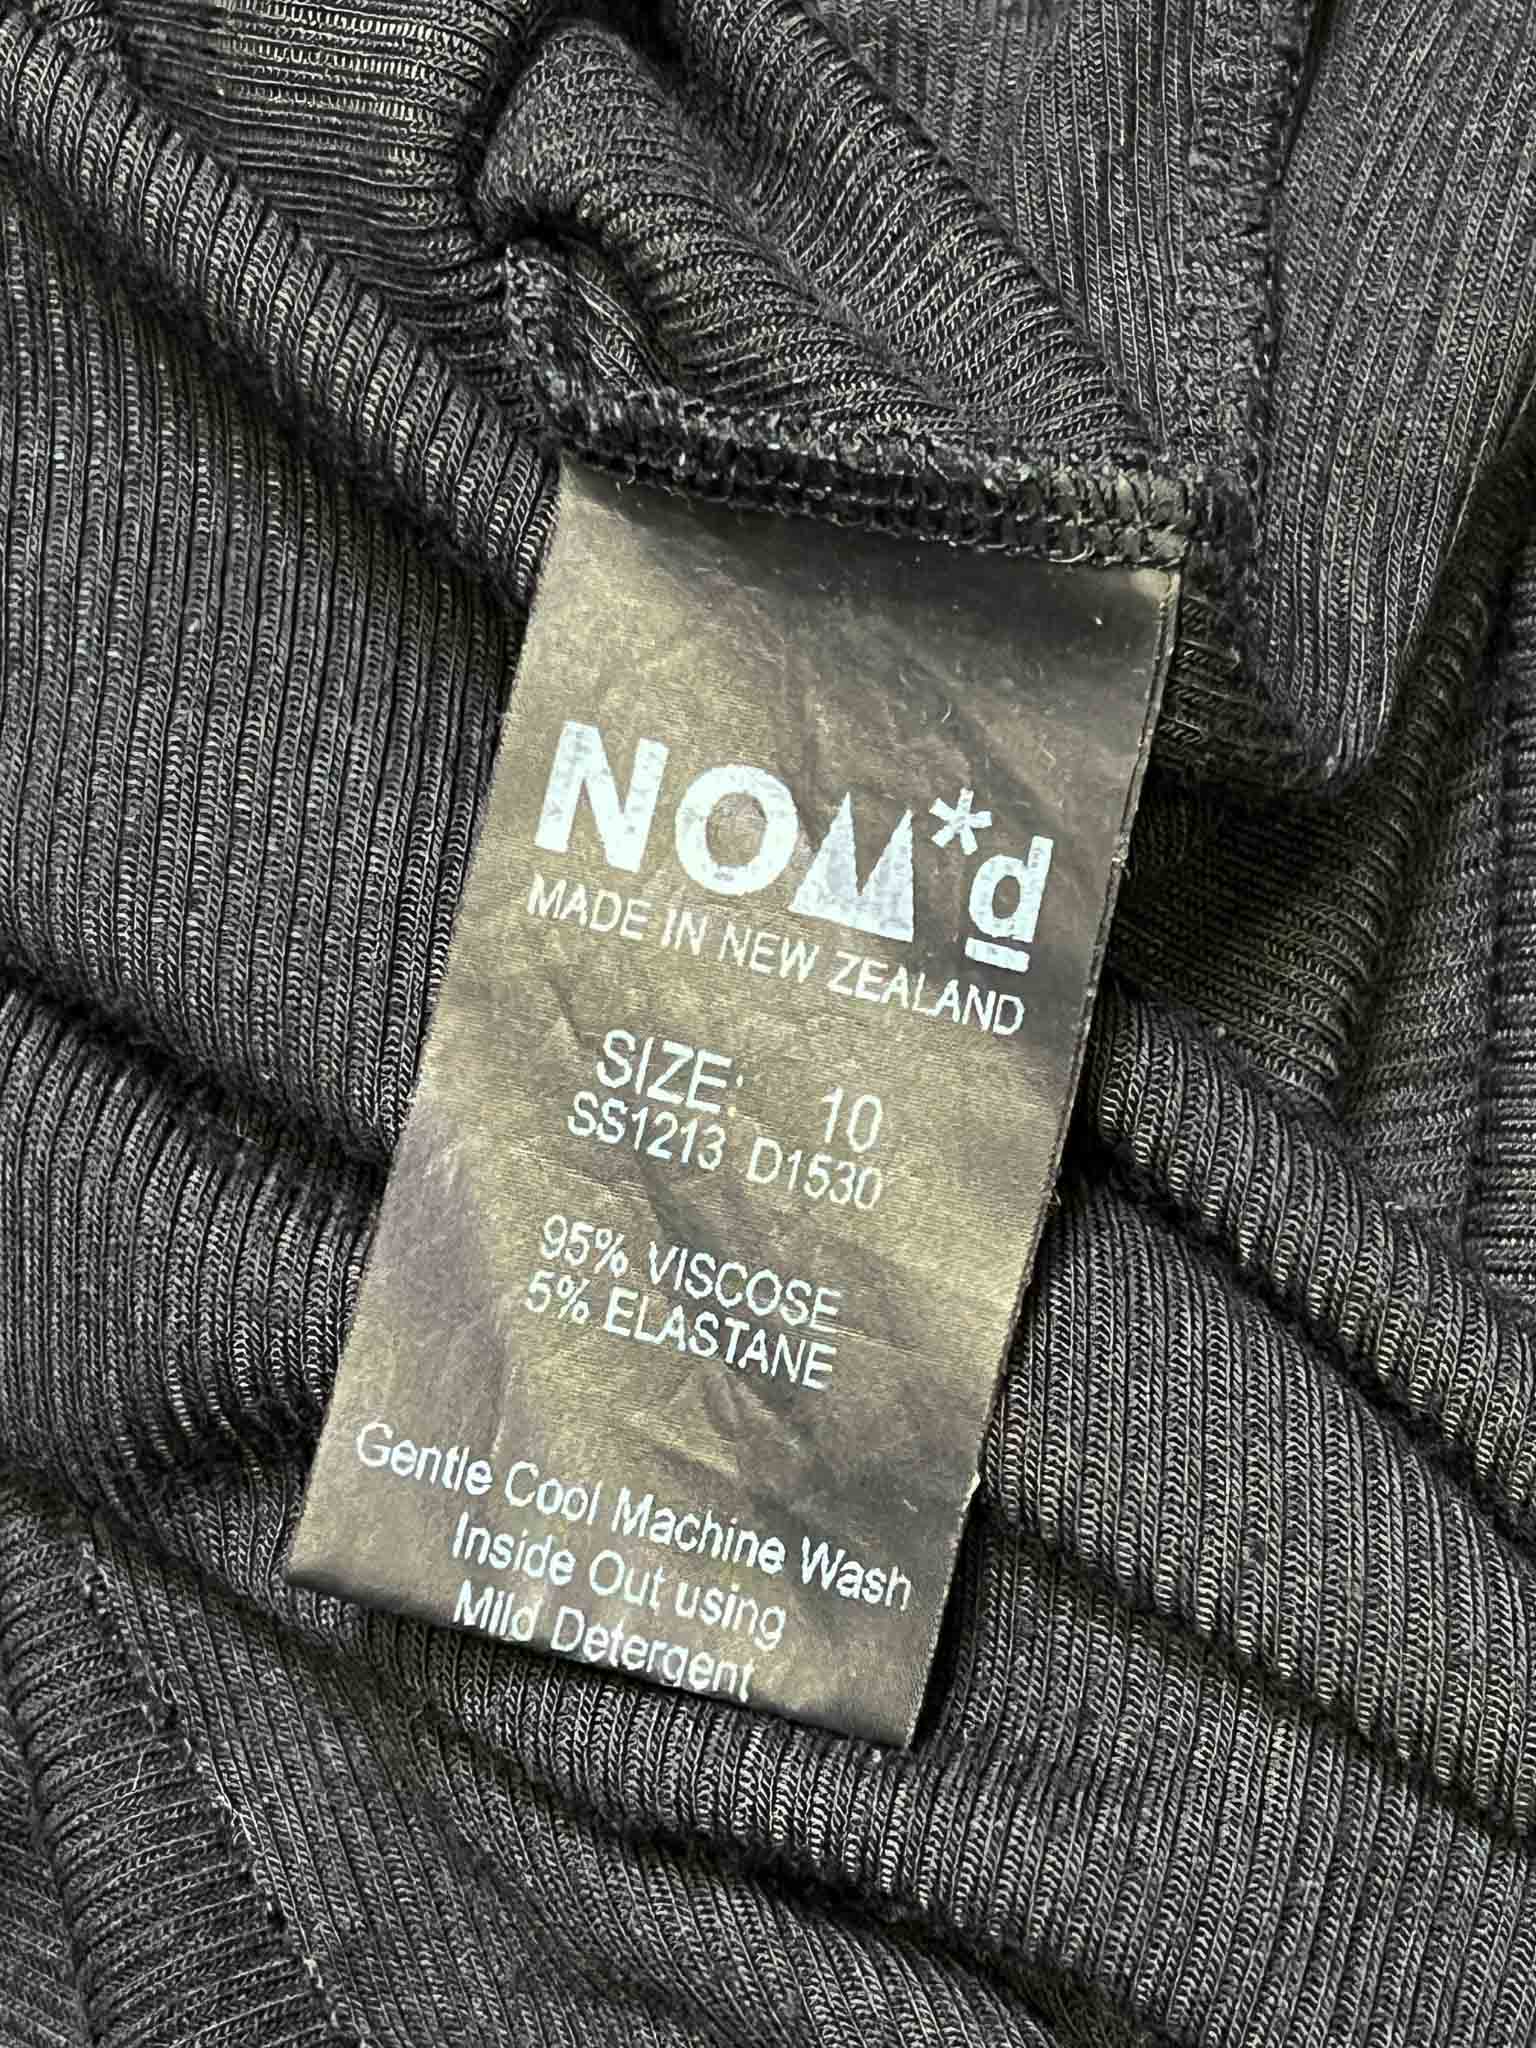 NOM*d
MADE IN NEW ZEALAND
SIZE: 10
SS1213 D1530
95% VISCOSE
5% ELASTANE
Gentle Cool Machine Wash
Inside Out using
Mild Detergent